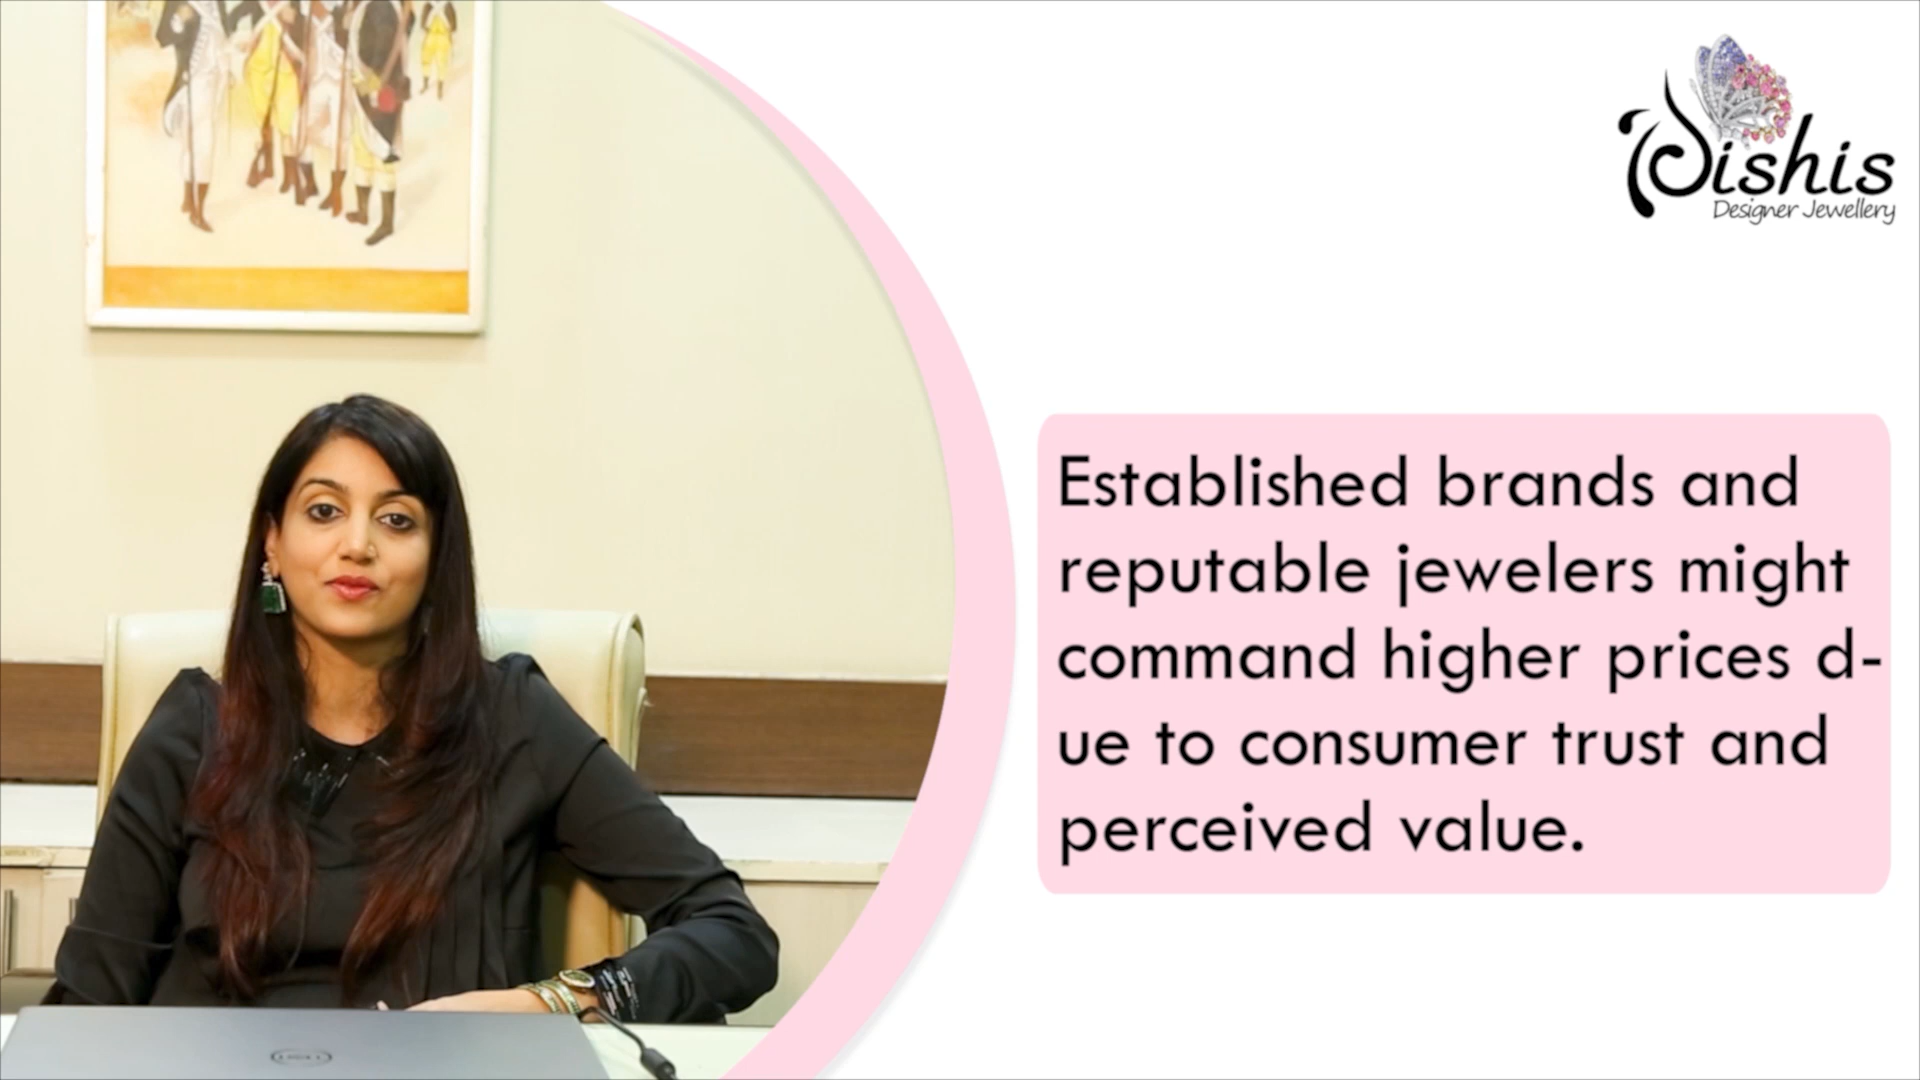 Dishis
Designer Jewellery
Established brands and
reputable jewelers might
command higher prices d-
ue to consumer trust and
perceived value.
DELL